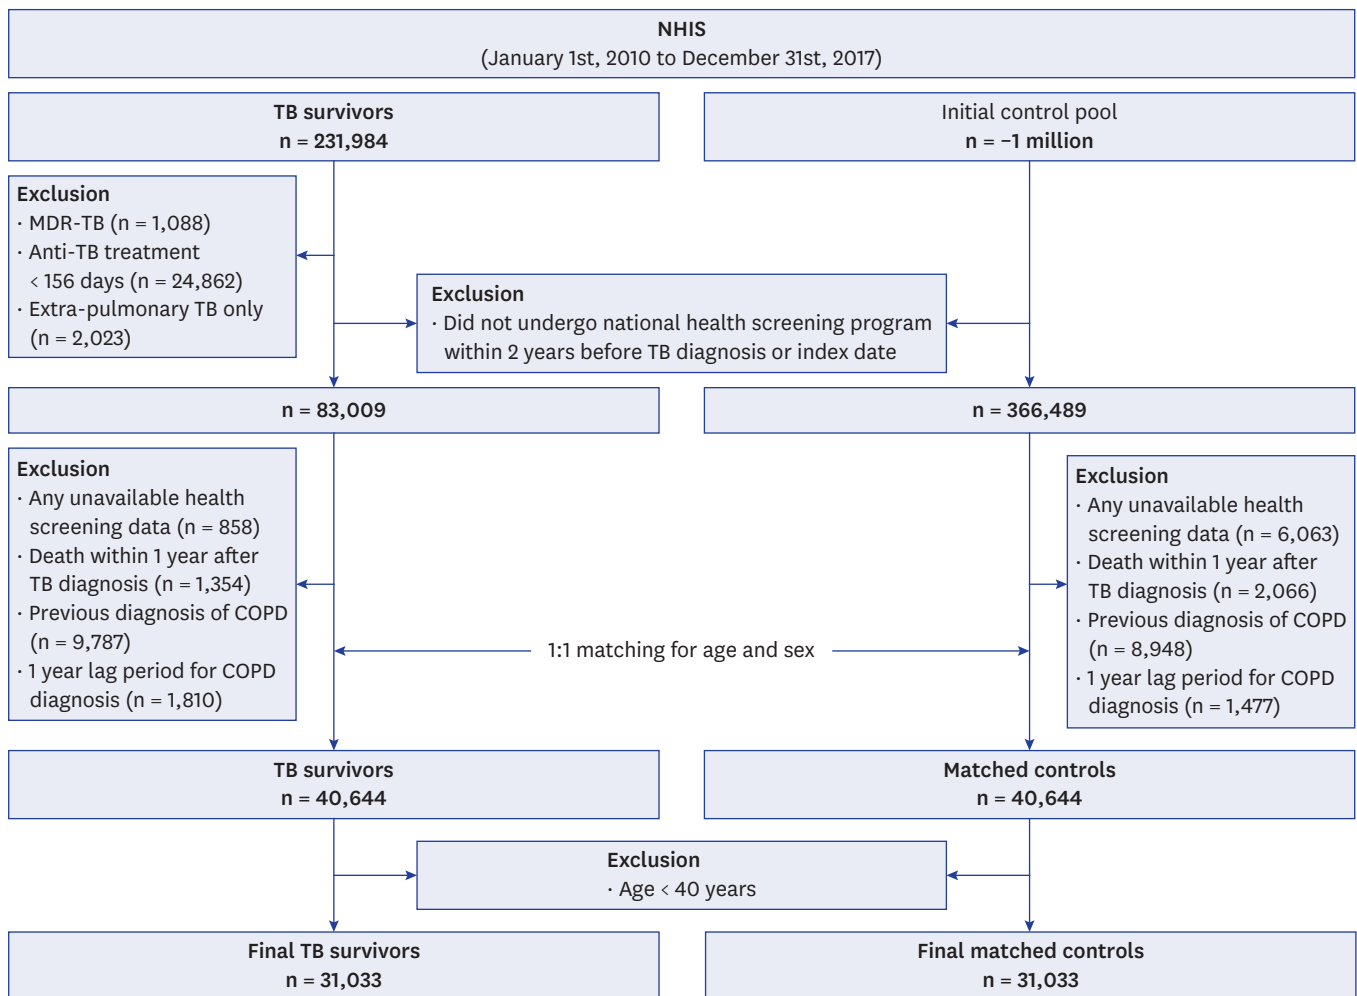 NHIS
(January 1st, 2010 to December 31st, 2017)
TB survivors
n = 231,984
Initial control pool
n = −1 million
Exclusion
· MDR-TB (n = 1,088)
· Anti-TB treatment
< 156 days (n = 24,862)
· Extra-pulmonary TB only
(n = 2,023)
Exclusion
· Did not undergo national health screening program
within 2 years before TB diagnosis or index date
n = 83,009
n = 366,489
Exclusion
· Any unavailable health
screening data (n = 858)
· Death within 1 year after
TB diagnosis (n = 1,354)
· Previous diagnosis of COPD
(n = 9,787)
· 1 year lag period for COPD
diagnosis (n = 1,810)
1:1 matching for age and sex
Exclusion
· Any unavailable health
screening data (n = 6,063)
· Death within 1 year after
TB diagnosis (n = 2,066)
· Previous diagnosis of COPD
(n = 8,948)
· 1 year lag period for COPD
diagnosis (n = 1,477)
TB survivors
n = 40,644
Matched controls
n = 40,644
Exclusion
· Age < 40 years
Final TB survivors
n = 31,033
Final matched controls
n = 31,033